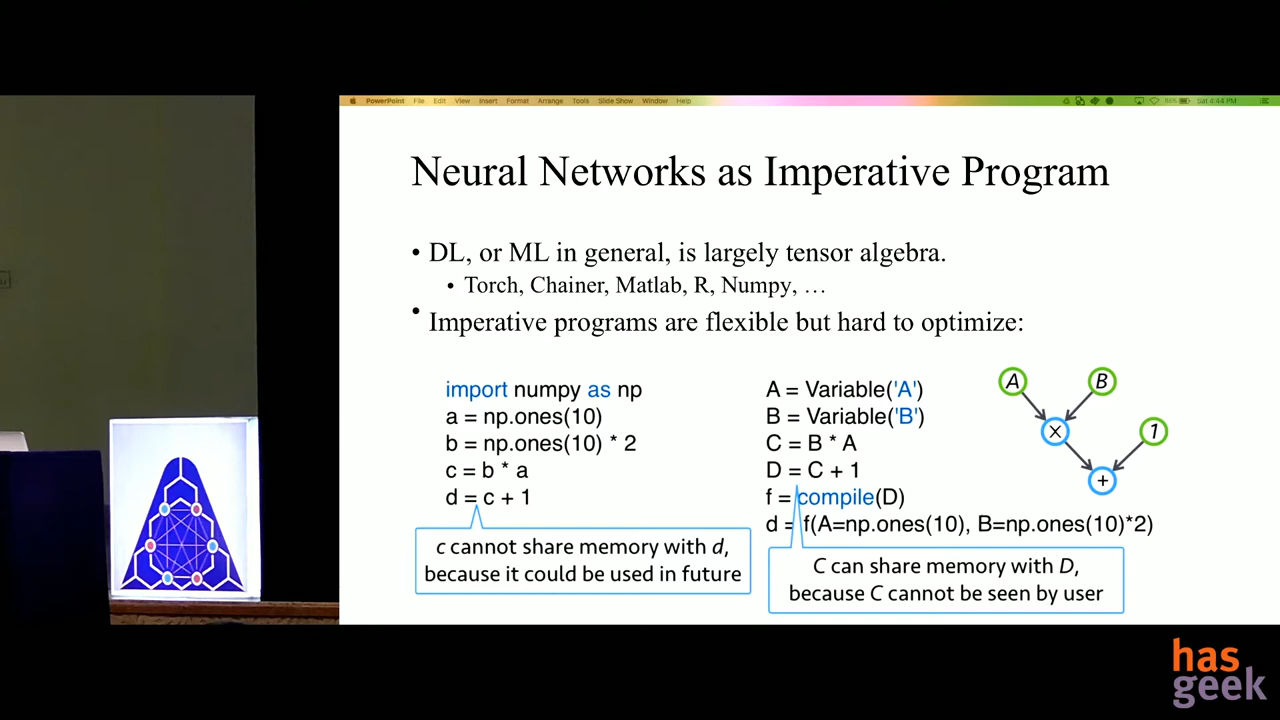 PowerPoint File Edit View Insert Format Arrange Tools Slide Show Window Help Sat 4:44 PM
Neural Networks as Imperative Program
• DL, or ML in general, is largely tensor algebra.
• Torch, Chainer, Matlab, R, Numpy, …
• Imperative programs are flexible but hard to optimize:
import numpy as np
a = np.ones(10)
b = np.ones(10) * 2
c = b * a
d = c + 1
c cannot share memory with d,
because it could be used in future
A = Variable('A')
B = Variable('B')
C = B * A
D = C + 1
f = compile(D)
d = f(A=np.ones(10), B=np.ones(10)*2)
C can share memory with D,
because C cannot be seen by user
A B
× 1
+
has
geek